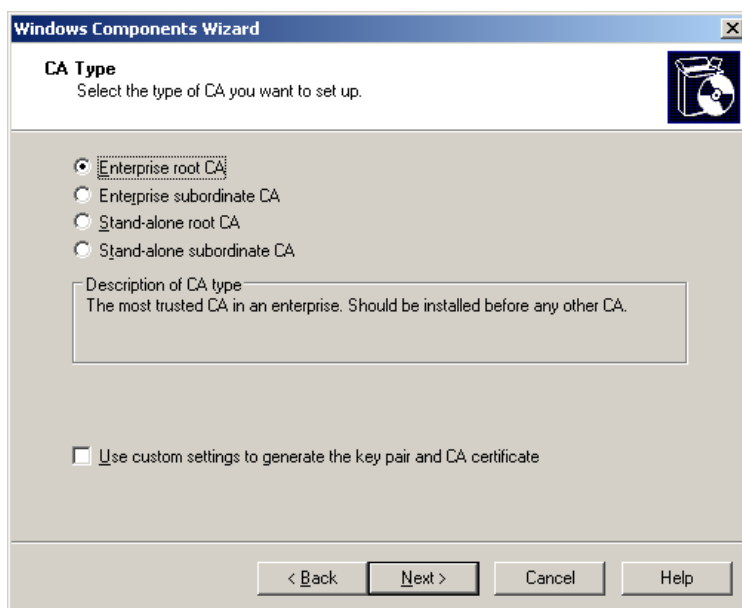 Windows Components Wizard
CA Type
Select the type of CA you want to set up.
Enterprise root CA
Enterprise subordinate CA
Stand-alone root CA
Stand-alone subordinate CA
Description of CA type
The most trusted CA in an enterprise. Should be installed before any other CA.
Use custom settings to generate the key pair and CA certificate
< Back Next > Cancel Help